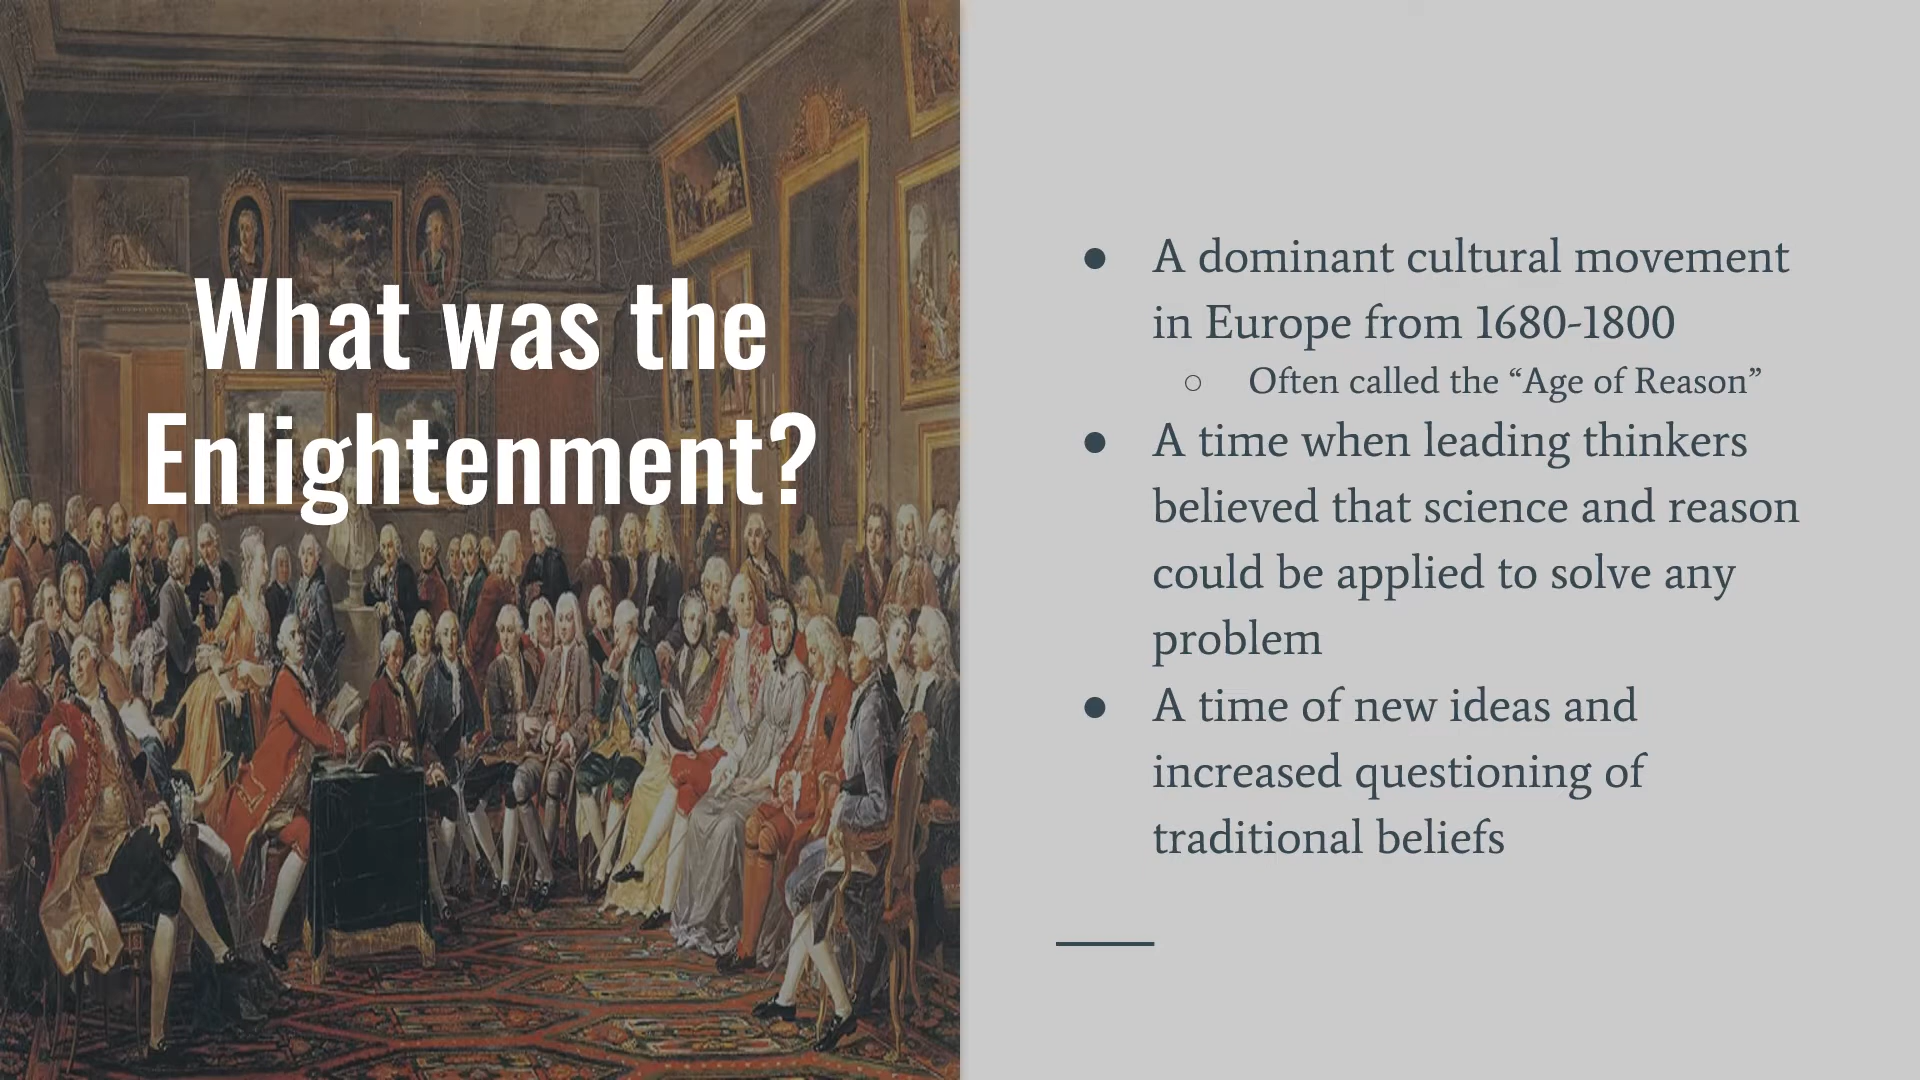 What was the
Enlightenment?
● A dominant cultural movement
in Europe from 1680-1800
○ Often called the “Age of Reason”
● A time when leading thinkers
believed that science and reason
could be applied to solve any
problem
● A time of new ideas and
increased questioning of
traditional beliefs